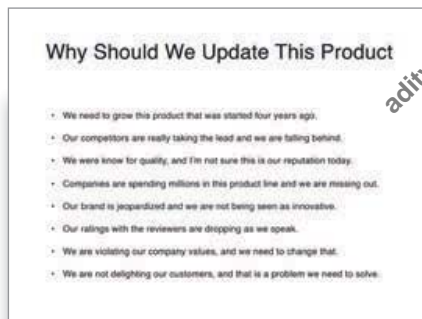 Why Should We Update This Product
• We need to grow this product that was started four years ago.
• Our competitors are really taking the lead and we are falling behind.
• We were know for quality, and I'm not sure this is our reputation today.
• Companies are spending millions in this product line and we are missing out.
• Our brand is jeopardized and we are not being seen as innovative.
• Our ratings with the reviewers are dropping as we speak.
• We are violating our company values, and we need to change that.
• We are not delighting our customers, and that is a problem we need to solve.